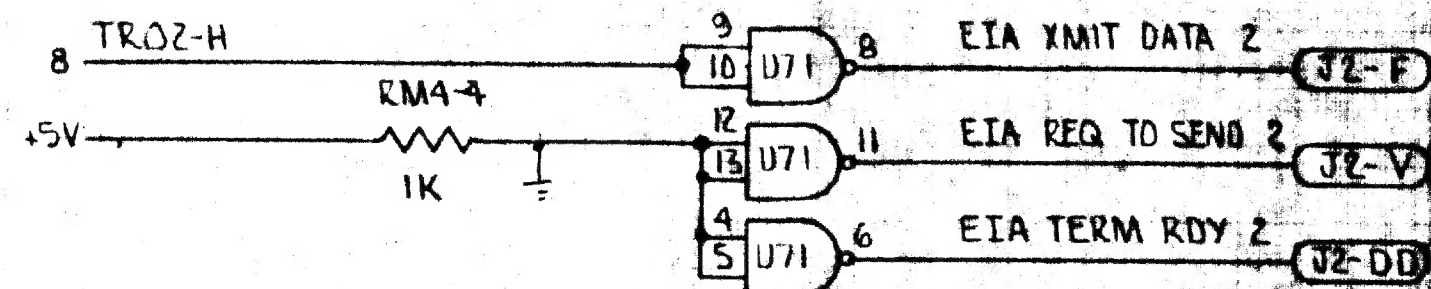 8 TRO2-H 9 10 U71 8 EIA XMIT DATA 2 J2-F
+5V RM4-4 1K 12 13 U71 11 EIA REQ TO SEND 2 J2-V
4 5 U71 6 EIA TERM RDY 2 J2-DD